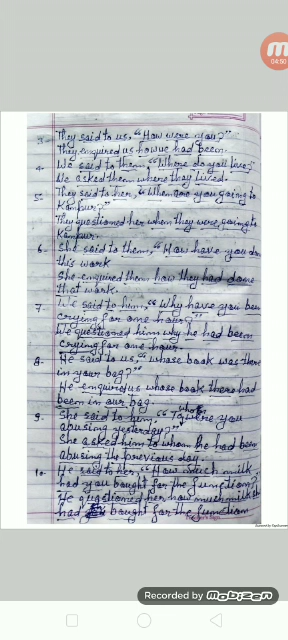 04:50
3- They said to us, "How were you?"
They enquired us how we had been.
4. We said to them, "Where do you live?
We asked them where they lived.
5. They said to her, "When are you going to
Kanpur?"
They questioned her when they were going to
Kanpur.
6. She said to them, "How have you done
this work
She enquired them how they had done
that work.
7. We said to him, "Why have you been
crying for one hour?"
We questioned him why he had been
crying for one hour.
8. He said to us, "whose book was there
in your bag?"
He enquired us whose book there had
been in our bag.
9. She said to him, "To whom were you
abusing yesterday?"
She asked him to whom he had been
abusing the previous day.
10- He said to her, "How much milk
had you bought for the function?
He questioned her how much milk she
had bought for the function
Recorded by mobizen